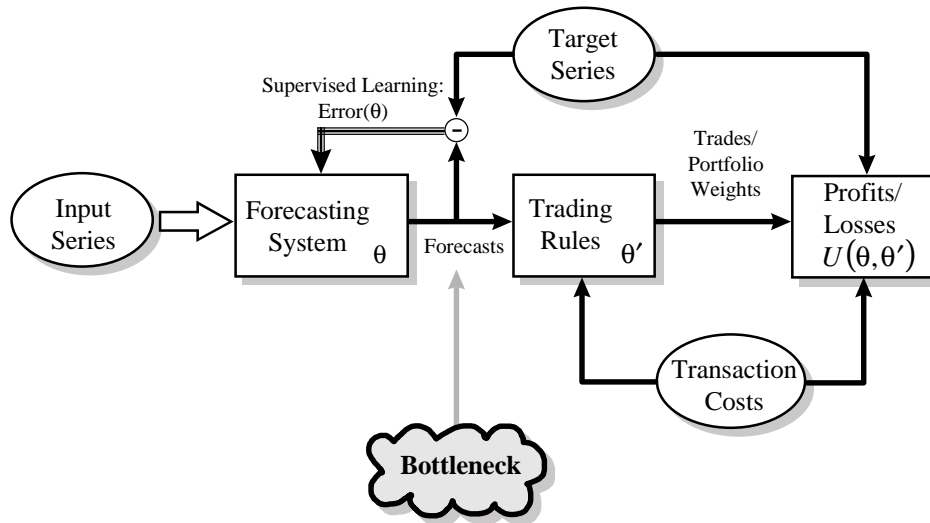 Target
Series
Supervised Learning:
Error(θ)
-
Trades/
Portfolio
Weights
Input
Series
Forecasting
System
θ
Forecasts
Trading
Rules
θ′
Profits/
Losses
U(θ,θ′)
Transaction
Costs
Bottleneck